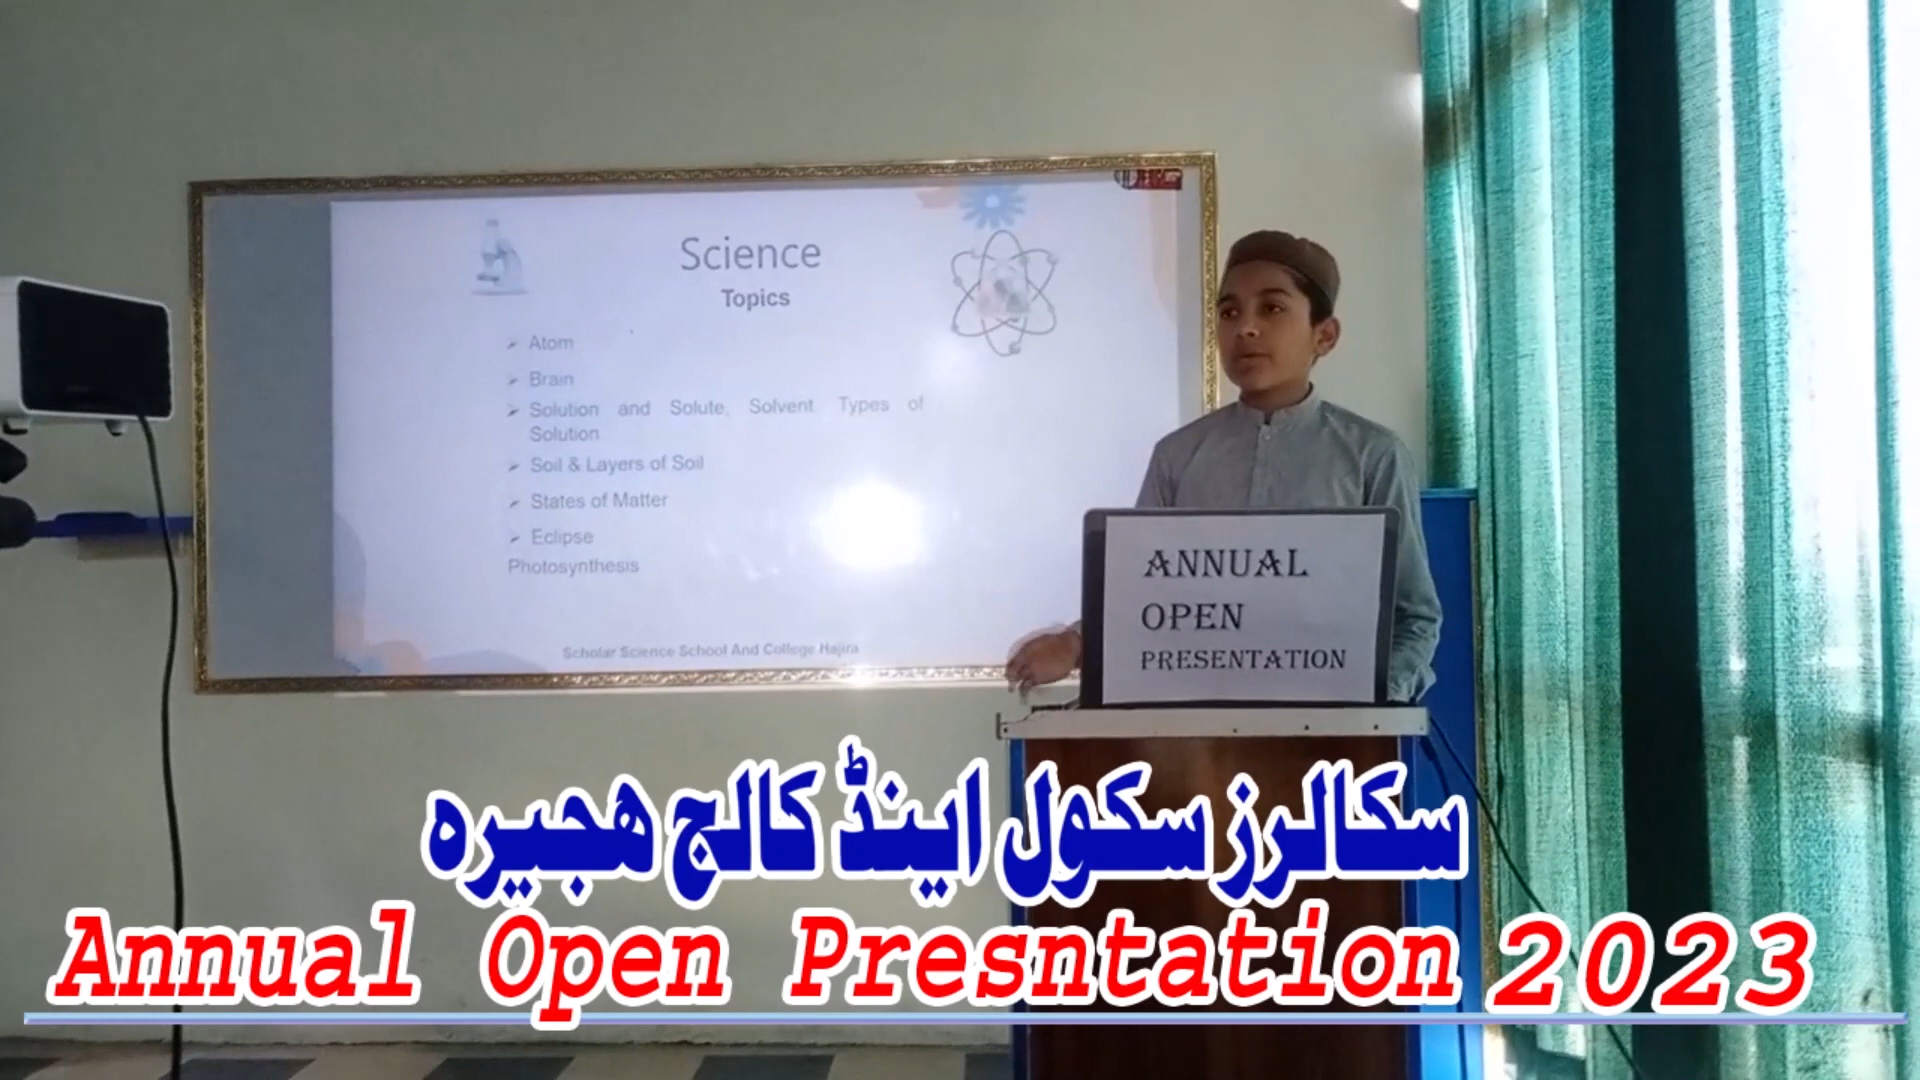 Science
Topics
➢ Atom
➢ Brain
➢ Solution and Solute, Solvent Types of
Solution
➢ Soil & Layers of Soil
➢ States of Matter
➢ Eclipse
Photosynthesis
Scholar Science School And College Hajira
ANNUAL
OPEN
PRESENTATION
سکالرز سکول اینڈ کالج ھجیرہ
Annual Open Presntation 2023